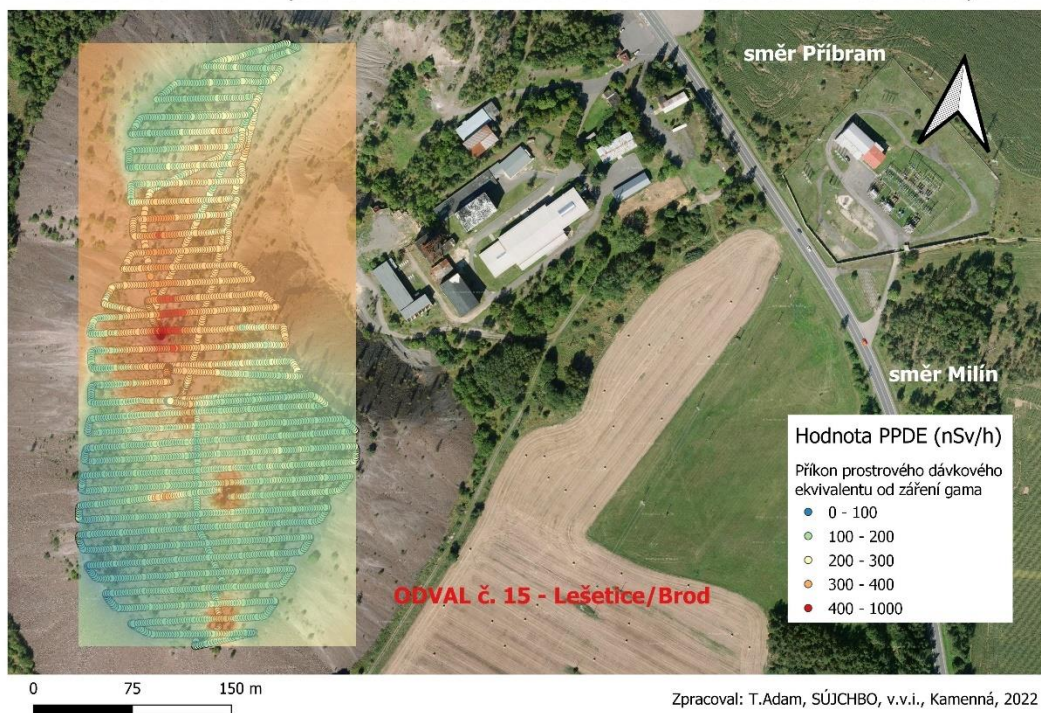 směr Příbram
směr Milín
Hodnota PPDE (nSv/h)
Příkon prostrového dávkového
ekvivalentu od záření gama
0 - 100
100 - 200
200 - 300
300 - 400
400 - 1000
ODVAL č. 15 - Lešetice/Brod
0 75 150 m
Zpracoval: T.Adam, SÚJCHBO, v.v.i., Kamenná, 2022